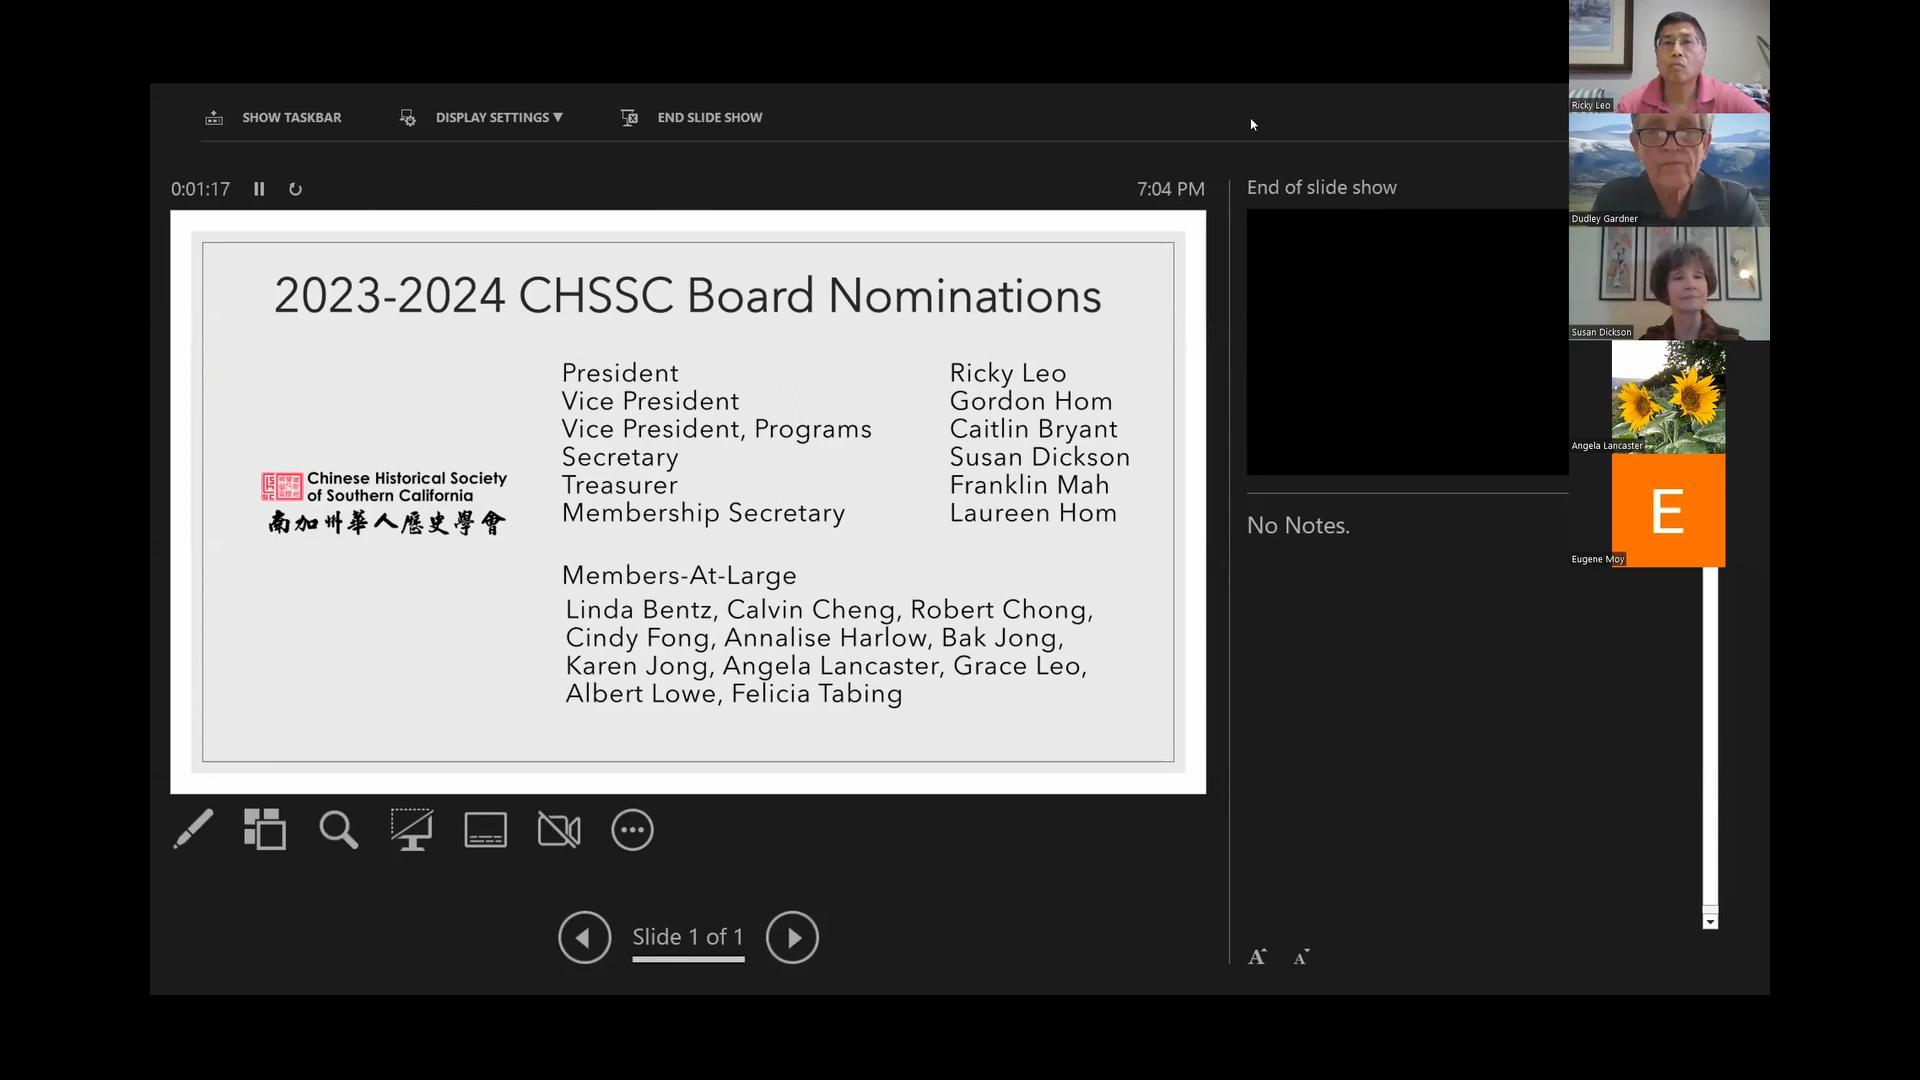 SHOW TASKBAR
DISPLAY SETTINGS ▼
END SLIDE SHOW
0:01:17
7:04 PM
2023-2024 CHSSC Board Nominations
President Ricky Leo
Vice President Gordon Hom
Vice President, Programs Caitlin Bryant
Secretary Susan Dickson
Treasurer Franklin Mah
Membership Secretary Laureen Hom
Chinese Historical Society
of Southern California
南加州華人歷史學會
Members-At-Large
Linda Bentz, Calvin Cheng, Robert Chong,
Cindy Fong, Annalise Harlow, Bak Jong,
Karen Jong, Angela Lancaster, Grace Leo,
Albert Lowe, Felicia Tabing
Slide 1 of 1
End of slide show
No Notes.
A A
Ricky Leo
Dudley Gardner
Susan Dickson
Angela Lancaster
E
Eugene Moy